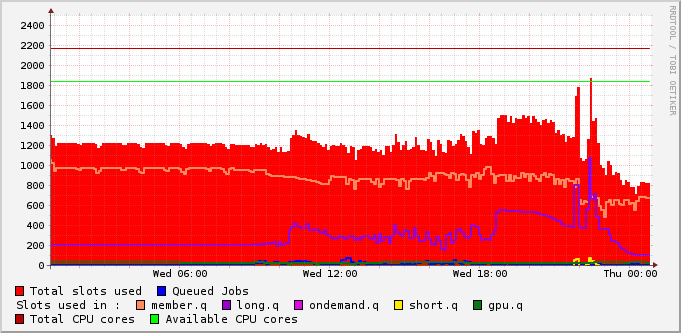 2400
2200
2000
1800
1600
1400
1200
1000
800
600
400
200
0
Wed 06:00 Wed 12:00 Wed 18:00 Thu 00:00
Total slots used Queued Jobs
Slots used in : member.q long.q ondemand.q short.q gpu.q
Total CPU cores Available CPU cores
RRDTOOL / TOBI OETIKER